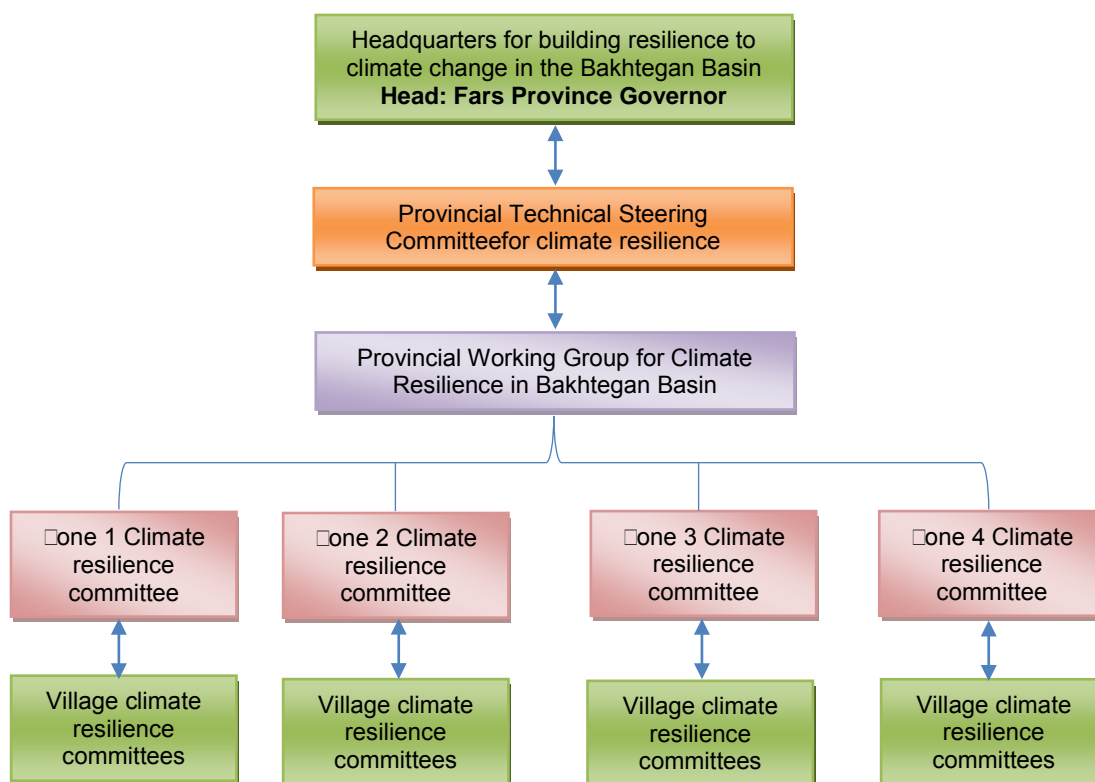 Headquarters for building resilience to
climate change in the Bakhtegan Basin
Head: Fars Province Governor
Provincial Technical Steering
Committeefor climate resilience
Provincial Working Group for Climate
Resilience in Bakhtegan Basin
□one 1 Climate
resilience
committee
□one 2 Climate
resilience
committee
□one 3 Climate
resilience
committee
□one 4 Climate
resilience
committee
Village climate
resilience
committees
Village climate
resilience
committees
Village climate
resilience
committees
Village climate
resilience
committees